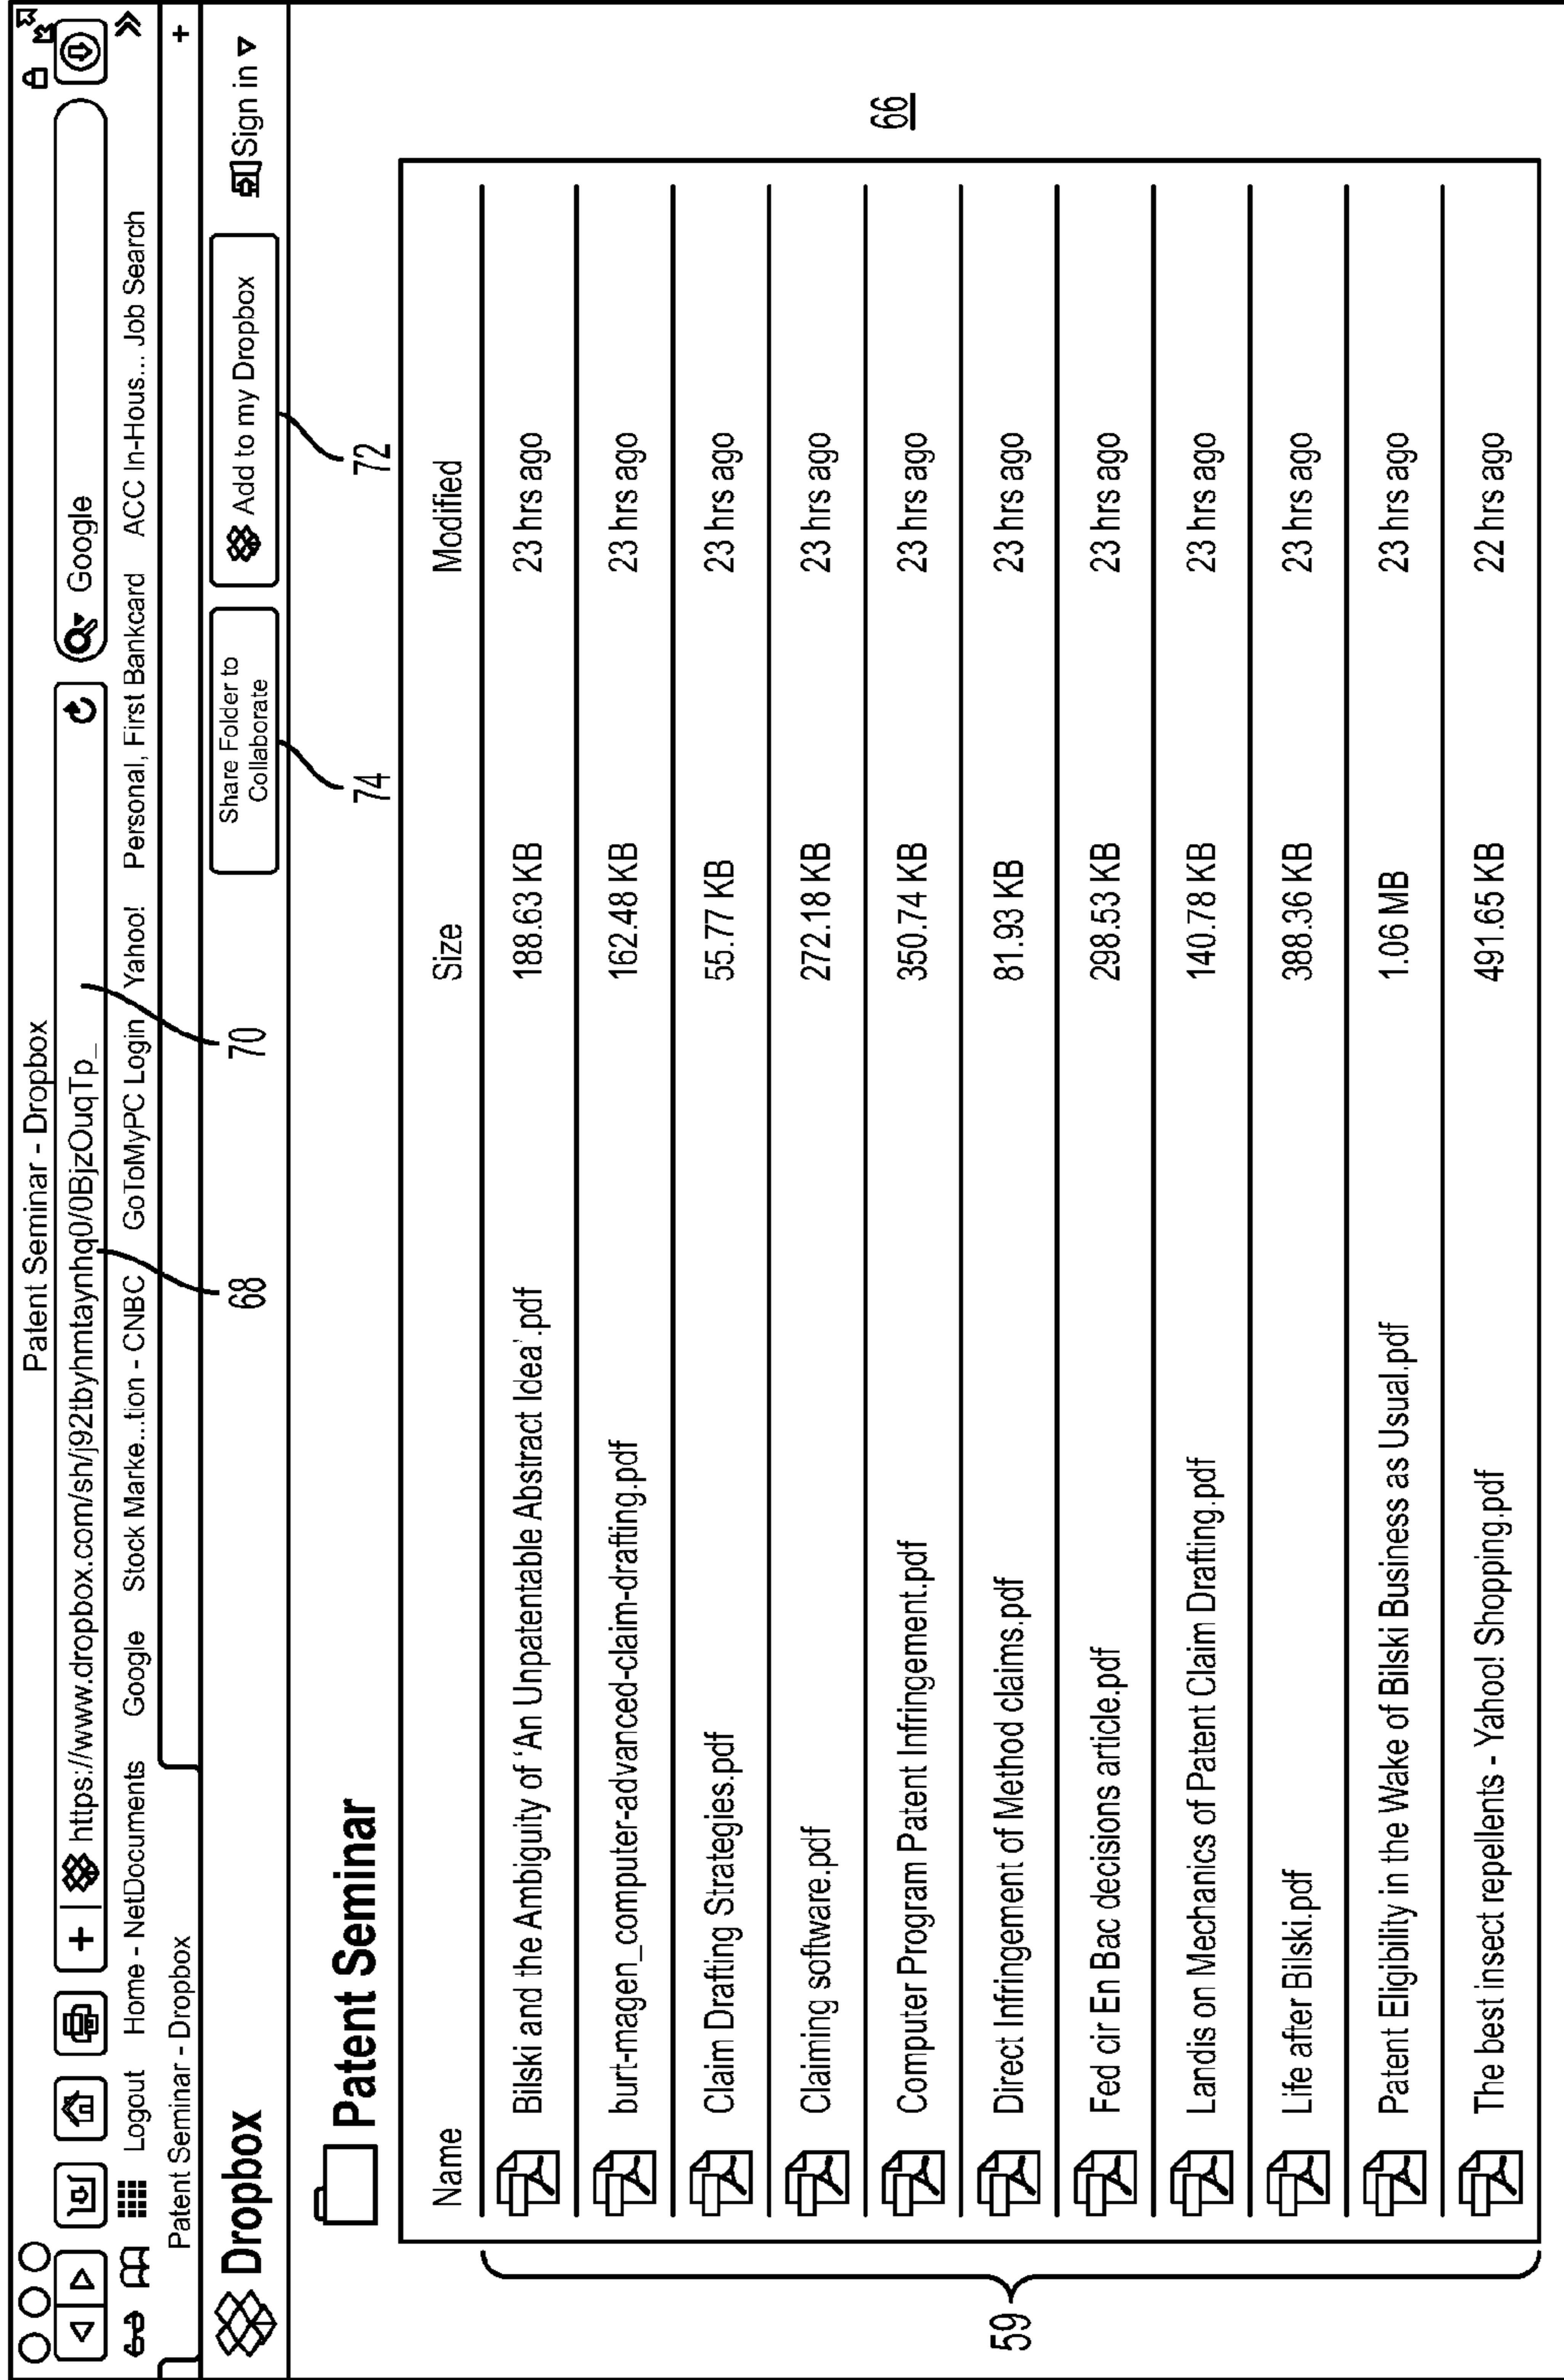 Patent Seminar - Dropbox
https://www.dropbox.com/sh/j92tbyhmtaynhq0/0BjzOuqTp_ Google
Logout Home - NetDocuments Google Stock Marke...tion - CNBC GoToMyPC Login Yahoo! Personal, First Bankcard ACC In-Hous... Job Search
Patent Seminar - Dropbox
Dropbox 68 70 Share Folder to
Collaborate Add to my Dropbox Sign in
Patent Seminar 74 72
Name Size Modified
Bilski and the Ambiguity of 'An Unpatentable Abstract Idea'.pdf 188.63 KB 23 hrs ago
burt-magen_computer-advanced-claim-drafting.pdf 162.48 KB 23 hrs ago
Claim Drafting Strategies.pdf 55.77 KB 23 hrs ago
Claiming software.pdf 272.18 KB 23 hrs ago
Computer Program Patent Infringement.pdf 350.74 KB 23 hrs ago
66
Direct Infringement of Method claims.pdf 81.93 KB 23 hrs ago
59
Fed cir En Bac decisions article.pdf 298.53 KB 23 hrs ago
Landis on Mechanics of Patent Claim Drafting.pdf 140.78 KB 23 hrs ago
Life after Bilski.pdf 388.36 KB 23 hrs ago
Patent Eligibility in the Wake of Bilski Business as Usual.pdf 1.06 MB 23 hrs ago
The best insect repellents - Yahoo! Shopping.pdf 491.65 KB 22 hrs ago